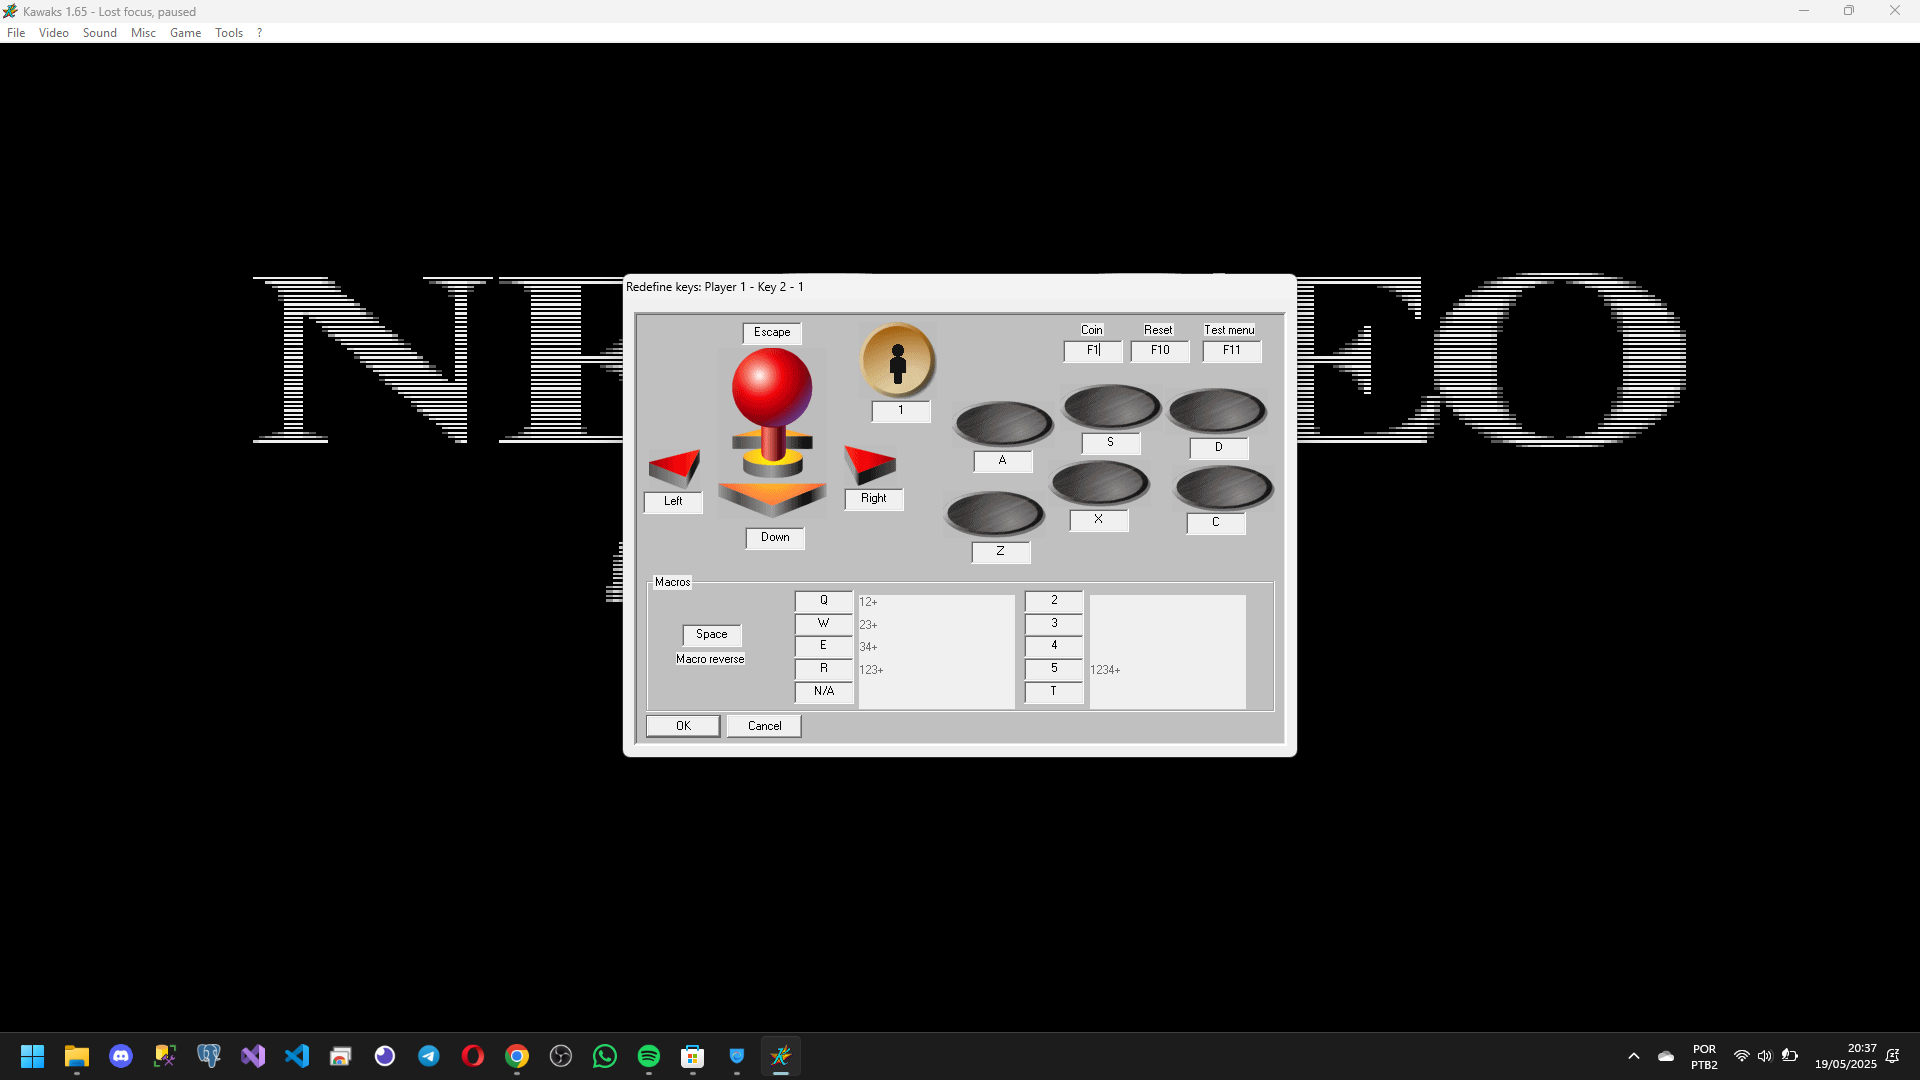 Kawaks 1.65 - Lost focus, paused
File Video Sound Misc Game Tools ?
NE EO
Redefine keys: Player 1 - Key 2 - 1
Escape
Coin Reset Test menu
F1 F10 F11
1
A S D
Left Right
Down
Z X C
Macros
Q 12+ 2
W 23+ 3
Space
E 34+ 4
Macro reverse
R 123+ 5 1234+
N/A T
OK Cancel
POR
PTB2
20:37
19/05/2025